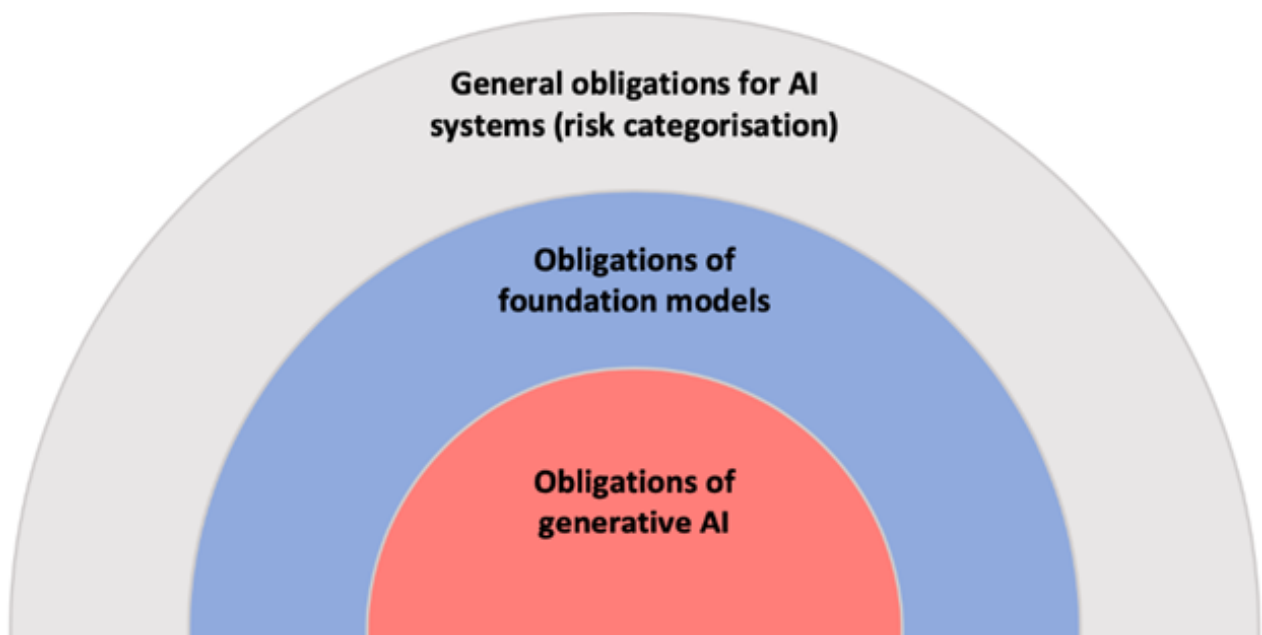 General obligations for AI
systems (risk categorisation)
Obligations of
foundation models
Obligations of
generative AI